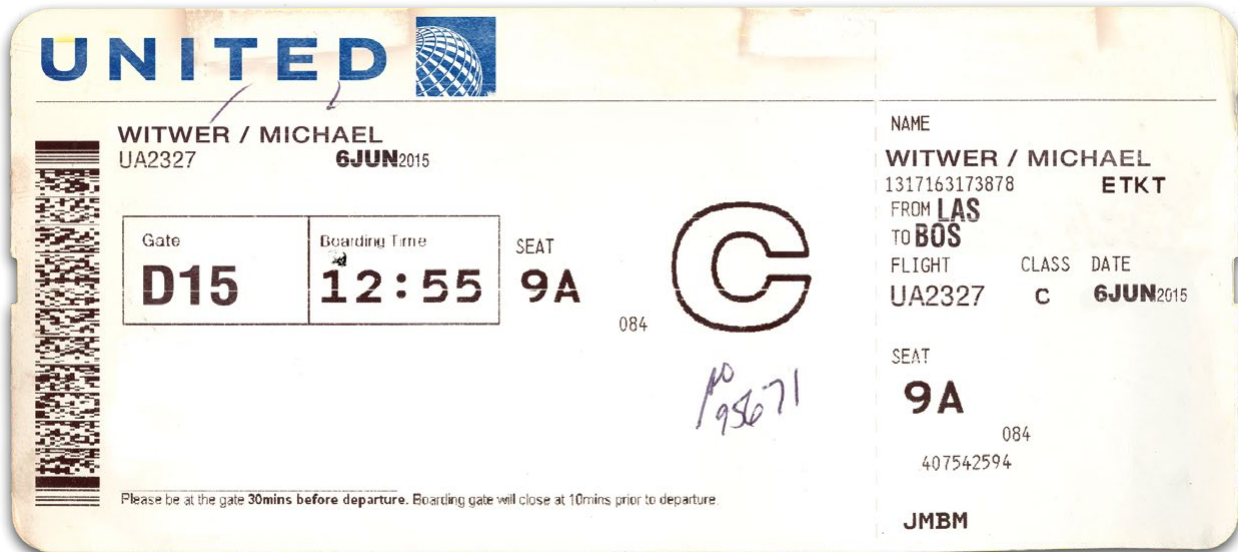 UNITED
WITWER / MICHAEL
UA2327 6JUN2015
Gate
D15
Boarding Time
12:55
SEAT
9A
084
C
95671
Please be at the gate 30mins before departure. Boarding gate will close at 10mins prior to departure.
NAME
WITWER / MICHAEL
1317163173878 ETKT
FROM LAS
TO BOS
FLIGHT CLASS DATE
UA2327 C 6JUN2015
SEAT
9A
084
407542594
JMBM